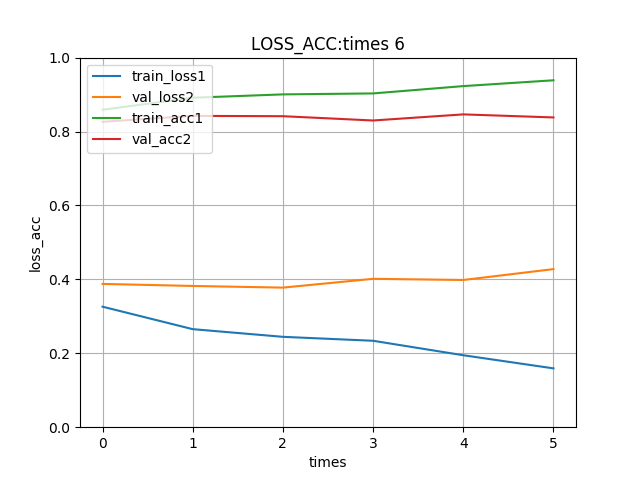 LOSS_ACC:times 6
1.0
0.8
0.6
0.4
0.2
0.0
loss_acc
train_loss1
val_loss2
train_acc1
val_acc2
0 1 2 3 4 5
times